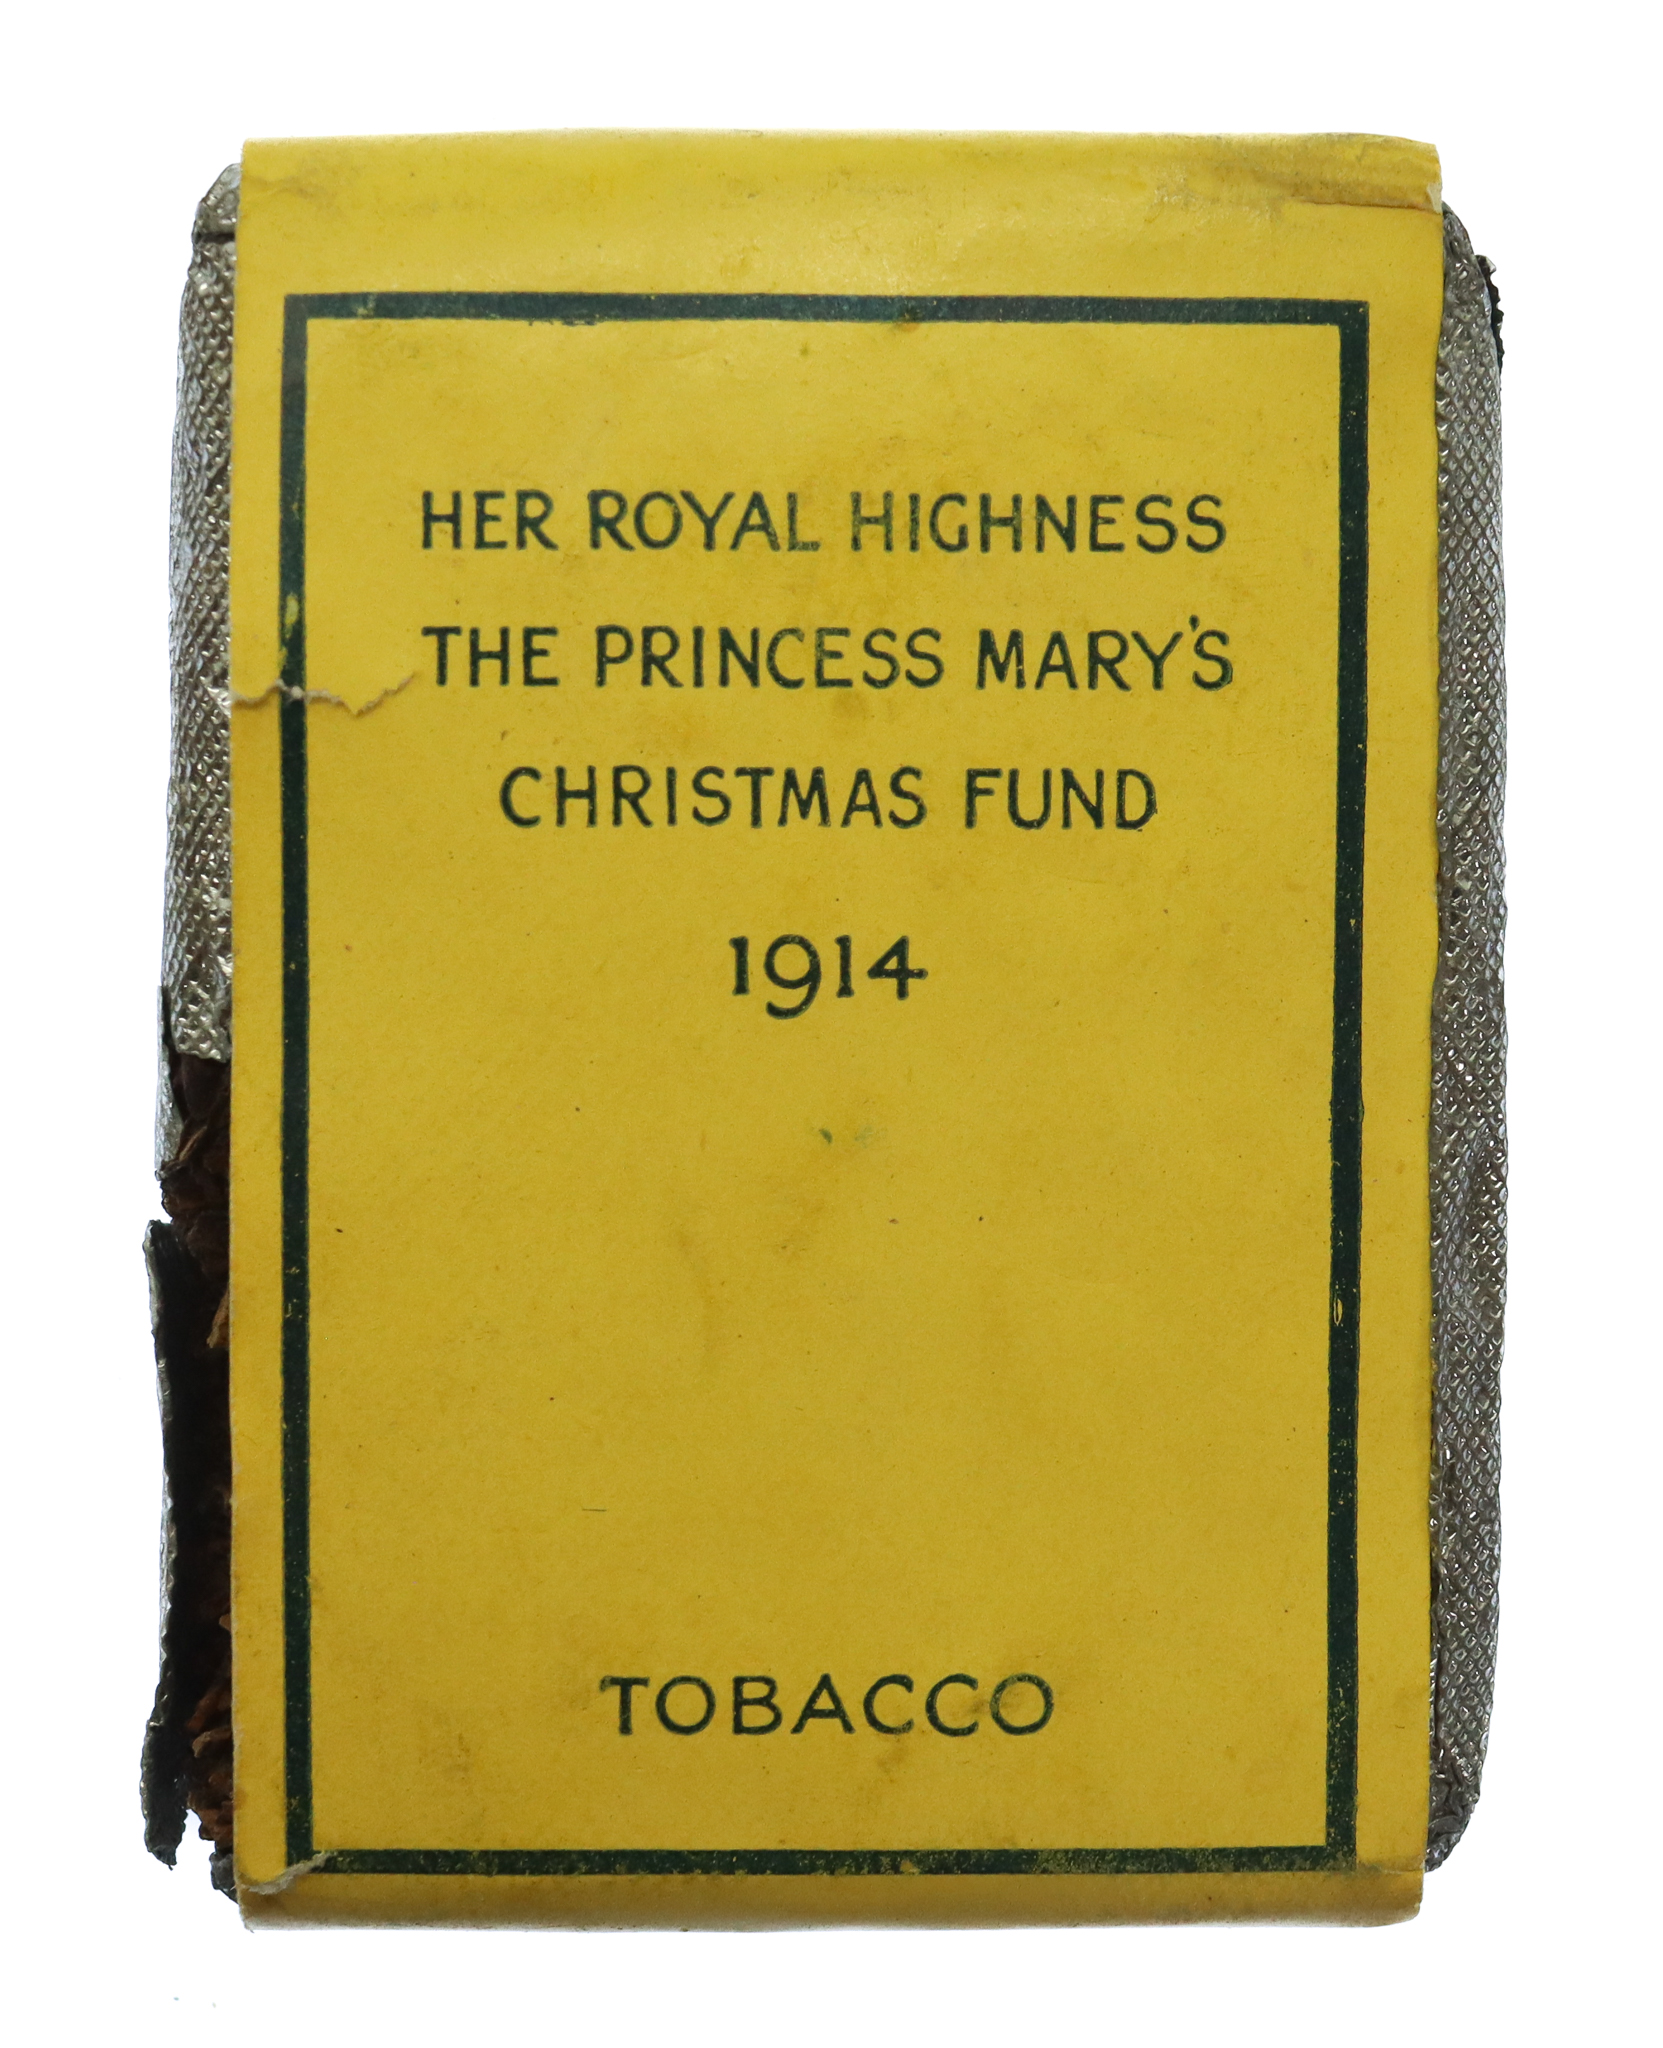 HER ROYAL HIGHNESS
THE PRINCESS MARY'S
CHRISTMAS FUND
1914
TOBACCO